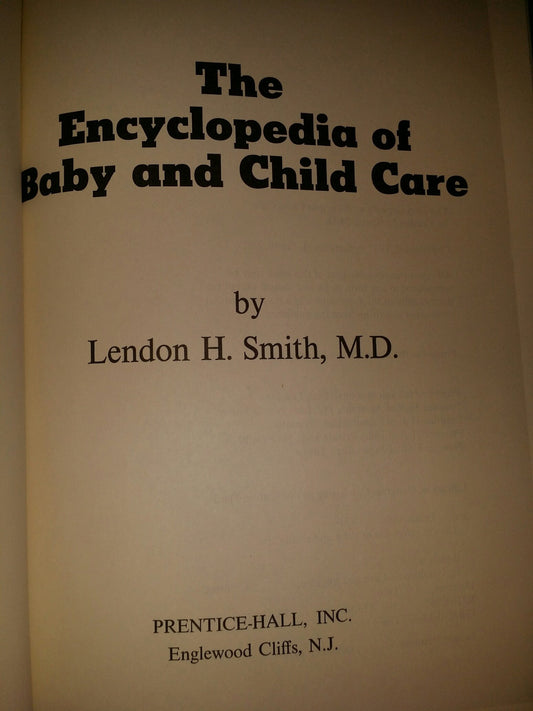 The
Encyclopedia of
Baby and Child Care
by
Lendon H. Smith, M.D.
PRENTICE-HALL, INC.
Englewood Cliffs, N.J.